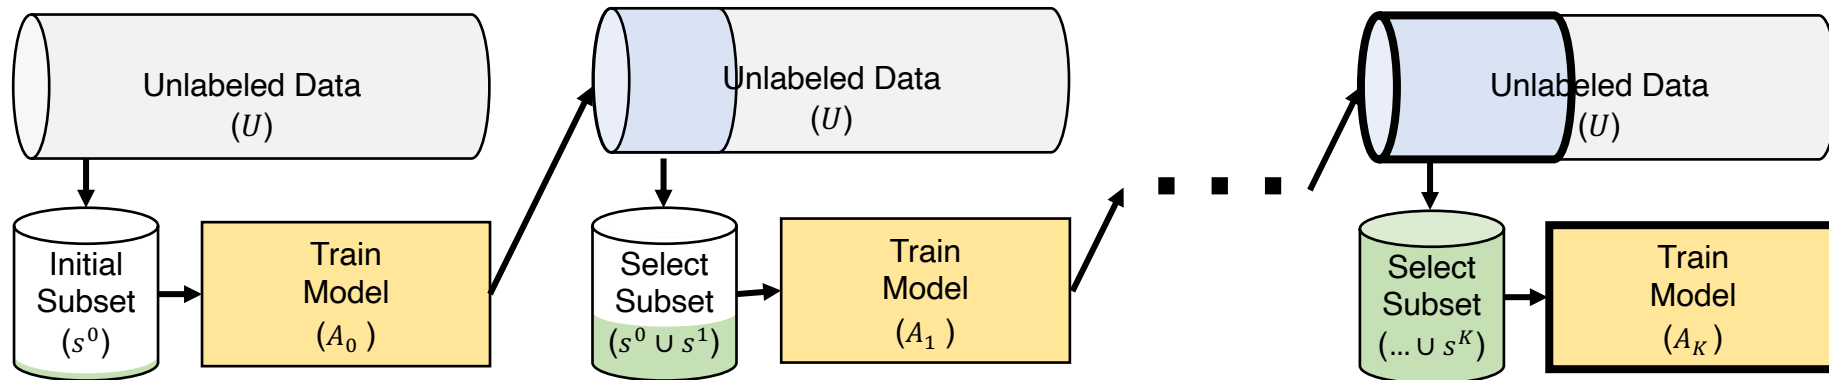 Unlabeled Data
(U)
Initial
Subset
(s⁰)
Train
Model
(A₀ )
Unlabeled Data
(U)
Select
Subset
(s⁰ ∪ s¹)
Train
Model
(A₁ )
Unlabeled Data
(U)
Select
Subset
(... ∪ sᴷ)
Train
Model
(A_K)